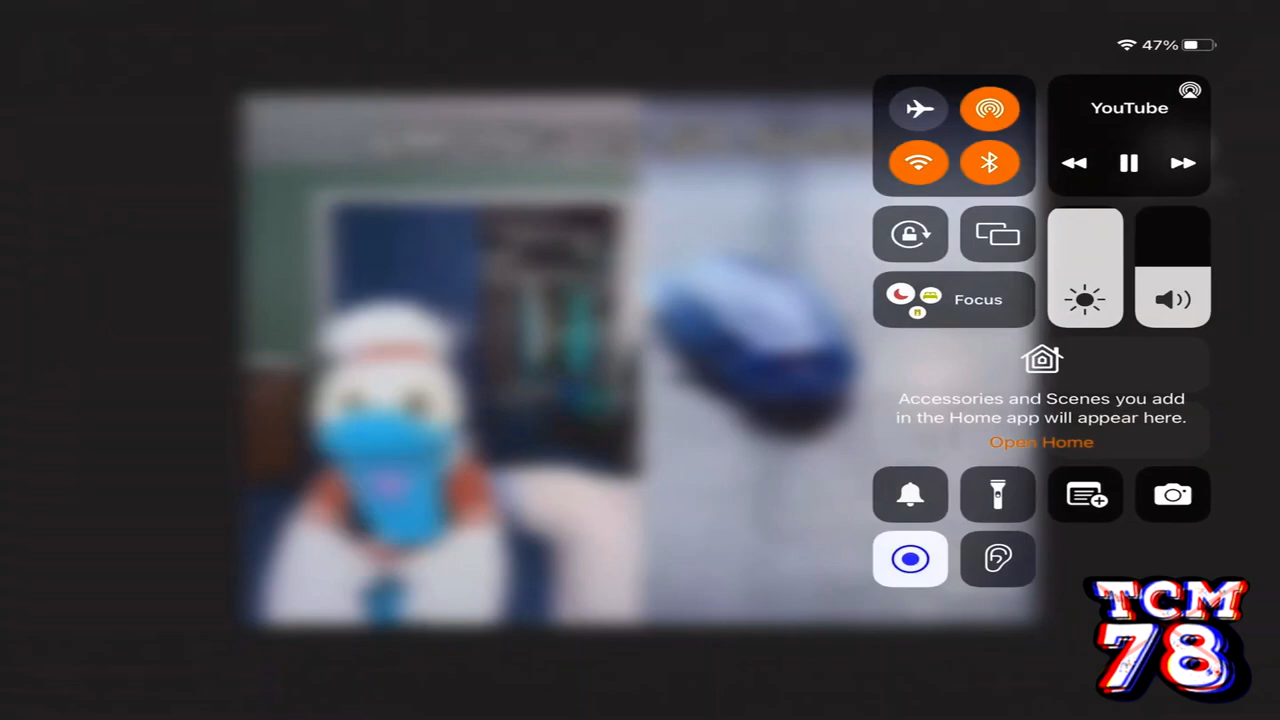 47%
YouTube
Focus
Accessories and Scenes you add
in the Home app will appear here.
Open Home
TCM
78